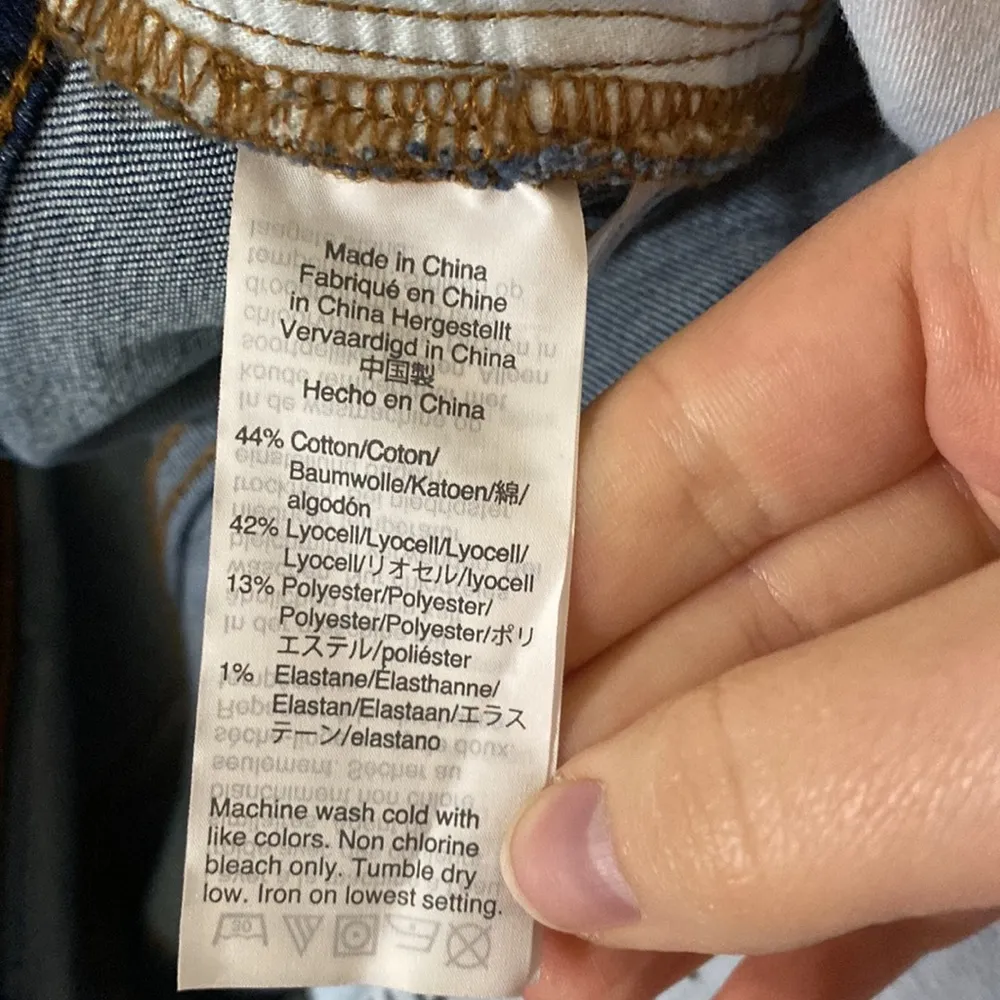 Made in China
Fabriqué en Chine
in China Hergestellt
Vervaardigd in China
中国製
Hecho en China
44% Cotton/Coton/
Baumwolle/Katoen/綿/
algodón
42% Lyocell/Lyocell/Lyocell/
Lyocell/リオセル/lyocell
13% Polyester/Polyester/
Polyester/Polyester/ポリ
エステル/poliéster
1% Elastane/Élasthanne/
Elastan/Elastaan/エラス
テーン/elastano
Machine wash cold with
like colors. Non chlorine
bleach only. Tumble dry
low. Iron on lowest setting.
30